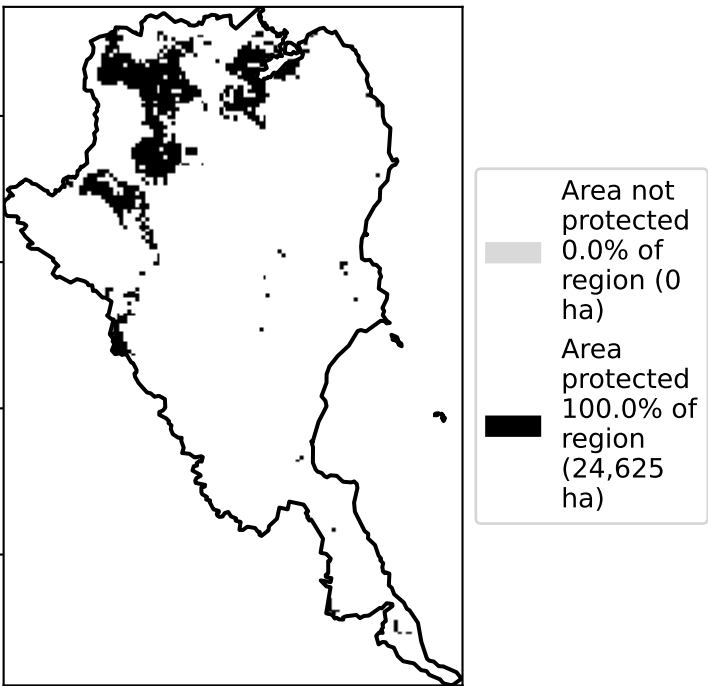 Area not
protected
0.0% of
region (0
ha)
Area
protected
100.0% of
region
(24,625
ha)